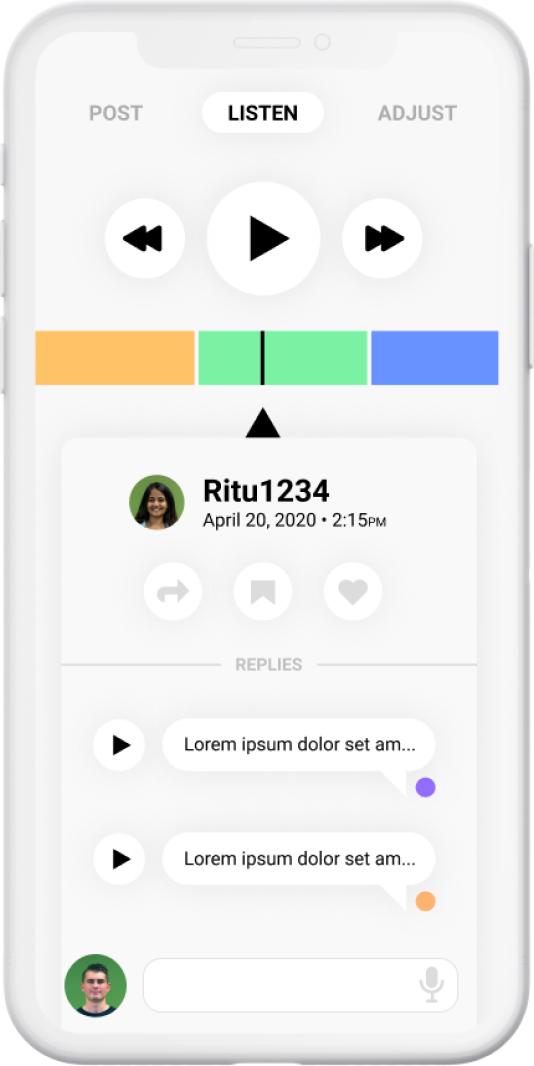 POST LISTEN ADJUST
Ritu1234
April 20, 2020 • 2:15PM
REPLIES
Lorem ipsum dolor set am...
Lorem ipsum dolor set am...